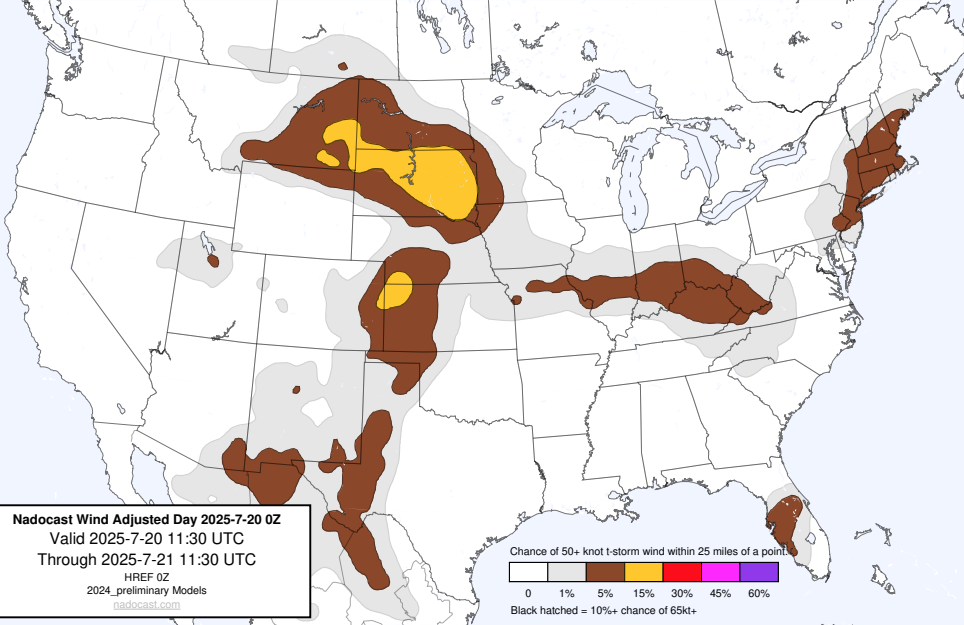 Nadocast Wind Adjusted Day 2025-7-20 0Z
Valid 2025-7-20 11:30 UTC
Through 2025-7-21 11:30 UTC
HREF 0Z
2024_preliminary Models
nadocast.com
Chance of 50+ knot t-storm wind within 25 miles of a point.
0 1% 5% 15% 30% 45% 60%
Black hatched = 10%+ chance of 65kt+